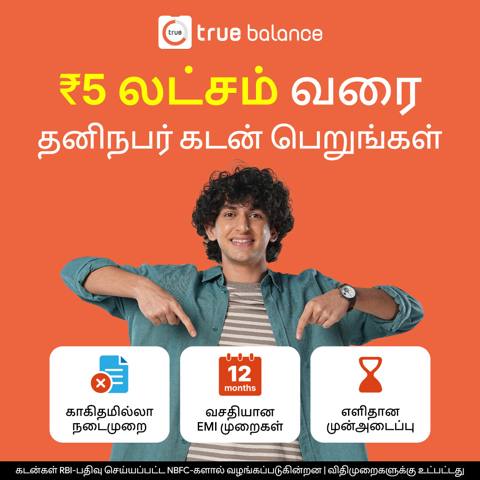 true
true balance
₹5 லட்சம் வரை
தனிநபர் கடன் பெறுங்கள்
காகிதமில்லா
நடைமுறை
12
months
வசதியான
EMI முறைகள்
எளிதான
முன்அடைப்பு
கடன்கள் RBI-பதிவு செய்யப்பட்ட NBFC-களால் வழங்கப்படுகின்றன | விதிமுறைகளுக்கு உட்பட்டது